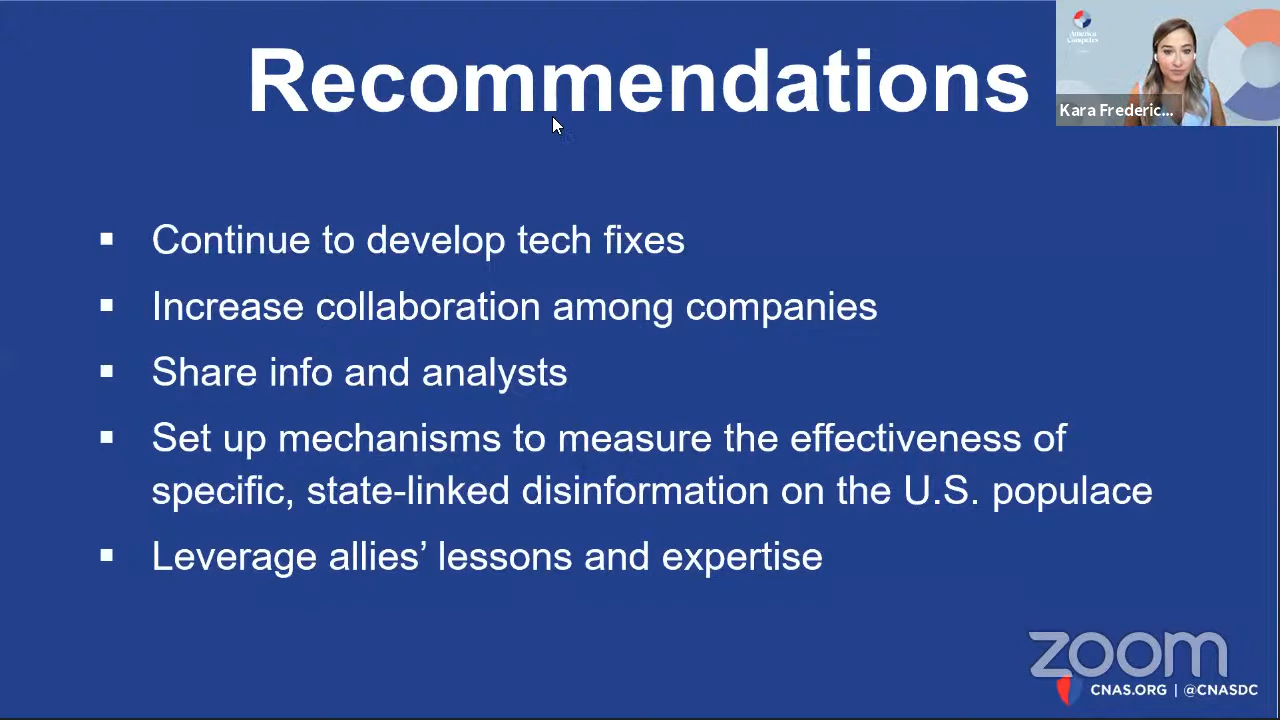 Recommendations
America
Competes
Kara Frederic...
▪ Continue to develop tech fixes
▪ Increase collaboration among companies
▪ Share info and analysts
▪ Set up mechanisms to measure the effectiveness of
specific, state-linked disinformation on the U.S. populace
▪ Leverage allies’ lessons and expertise
zoom
CNAS.ORG | @CNASDC